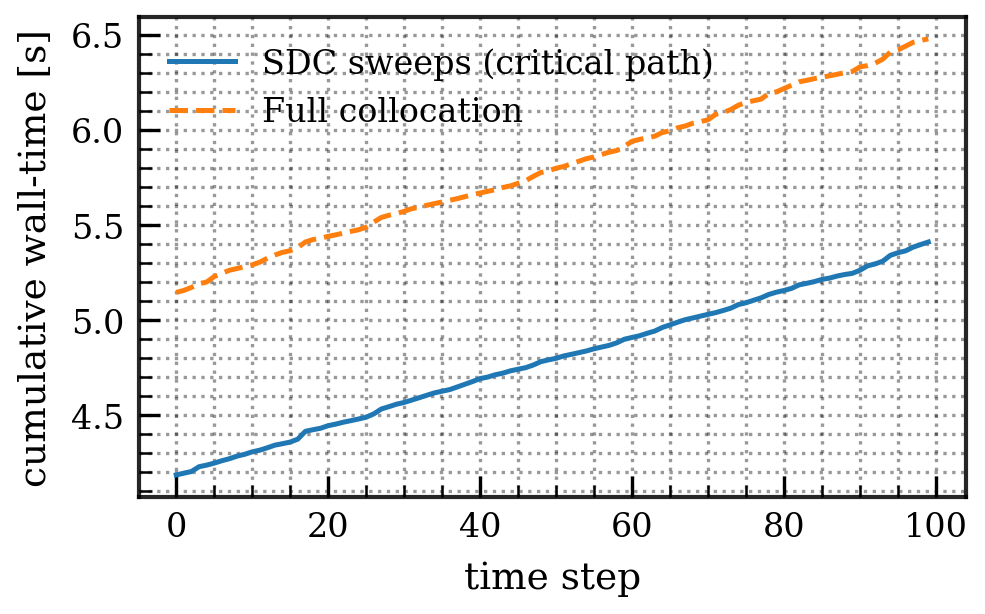 cumulative wall-time [s]
6.5
6.0
5.5
5.0
4.5
SDC sweeps (critical path)
Full collocation
0 20 40 60 80 100
time step